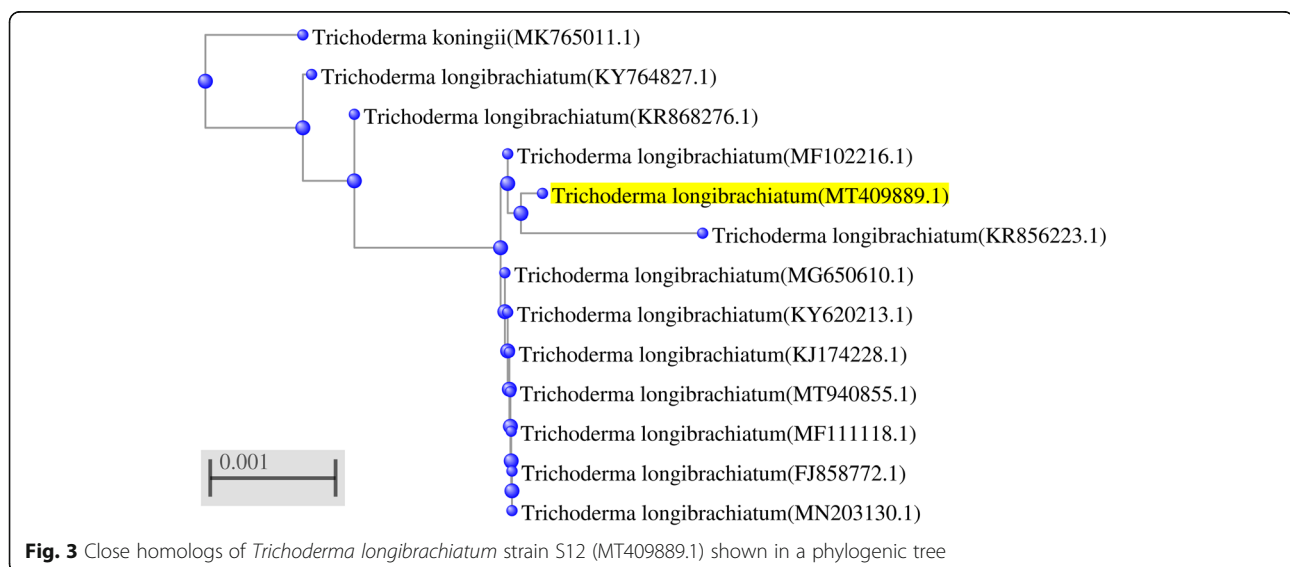 Trichoderma koningii(MK765011.1)
Trichoderma longibrachiatum(KY764827.1)
Trichoderma longibrachiatum(KR868276.1)
Trichoderma longibrachiatum(MF102216.1)
Trichoderma longibrachiatum(MT409889.1)
Trichoderma longibrachiatum(KR856223.1)
Trichoderma longibrachiatum(MG650610.1)
Trichoderma longibrachiatum(KY620213.1)
Trichoderma longibrachiatum(KJ174228.1)
Trichoderma longibrachiatum(MT940855.1)
Trichoderma longibrachiatum(MF111118.1)
Trichoderma longibrachiatum(FJ858772.1)
Trichoderma longibrachiatum(MN203130.1)
0.001
Fig. 3 Close homologs of Trichoderma longibrachiatum strain S12 (MT409889.1) shown in a phylogenic tree